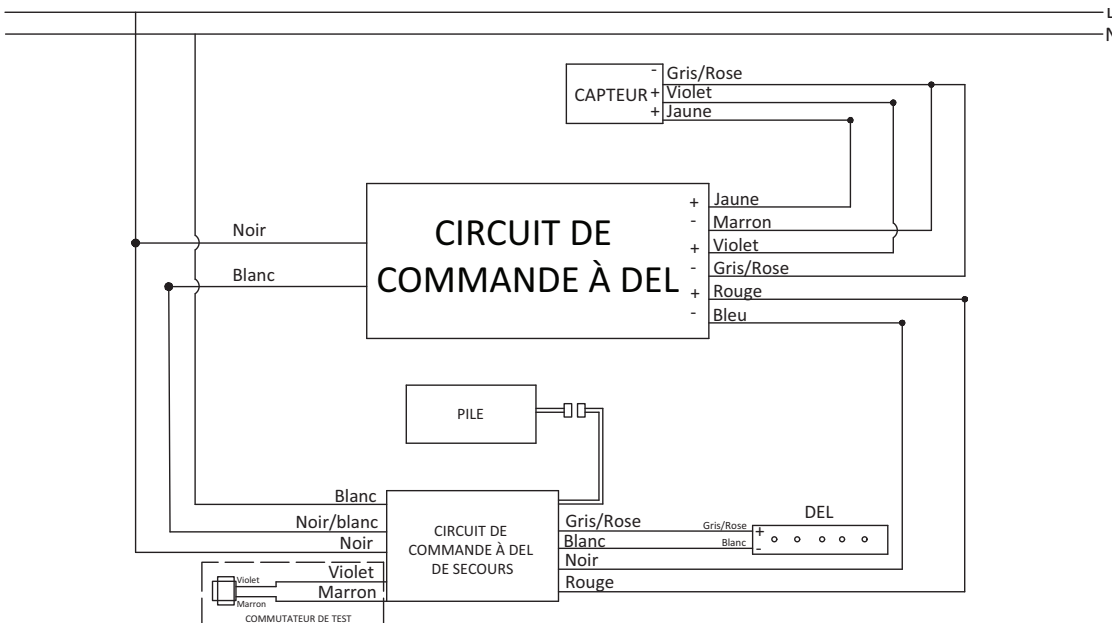 L
N
- Gris/Rose
CAPTEUR + Violet
+ Jaune
Noir
Blanc
CIRCUIT DE
COMMANDE À DEL
+ Jaune
- Marron
+ Violet
- Gris/Rose
+ Rouge
- Bleu
PILE
Blanc
Noir/blanc
Noir
Violet
Marron
CIRCUIT DE
COMMANDE À DEL
DE SECOURS
Gris/Rose
Blanc
Noir
Rouge
DEL
Gris/Rose +
Blanc -
Violet
Marron
COMMUTATEUR DE TEST